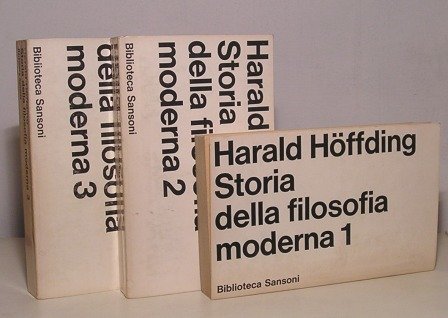 della filosofia
moderna 3
Biblioteca Sansoni
Harald
Storia
della filosofia
moderna 2
Biblioteca Sansoni
Harald Höffding
Storia
della filosofia
moderna 1
Biblioteca Sansoni